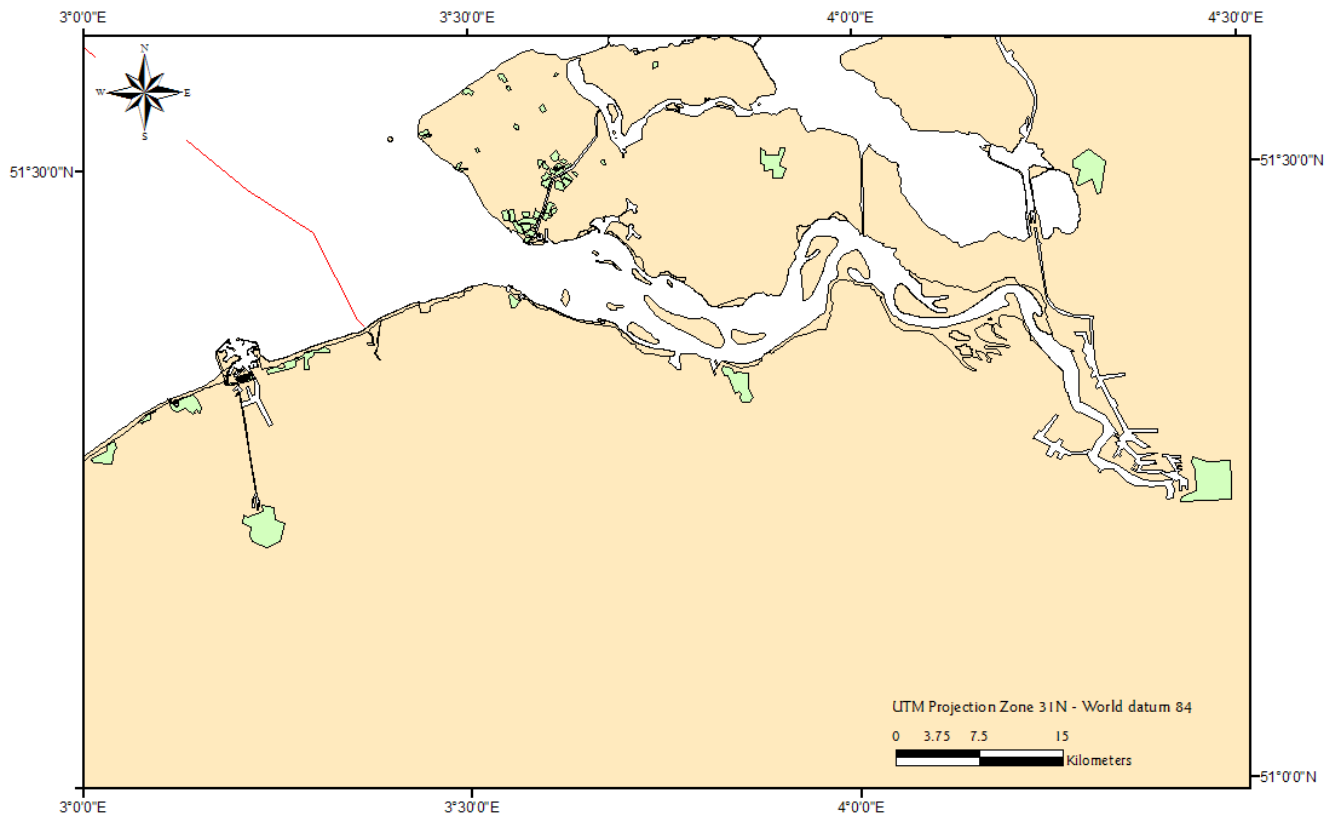 3°0'0"E 3°30'0"E 4°0'0"E 4°30'0"E
N
W E
S
51°30'0"N 51°30'0"N
UTM Projection Zone 31N - World datum 84
0 3.75 7.5 15
Kilometers
51°0'0"N
3°0'0"E 3°30'0"E 4°0'0"E